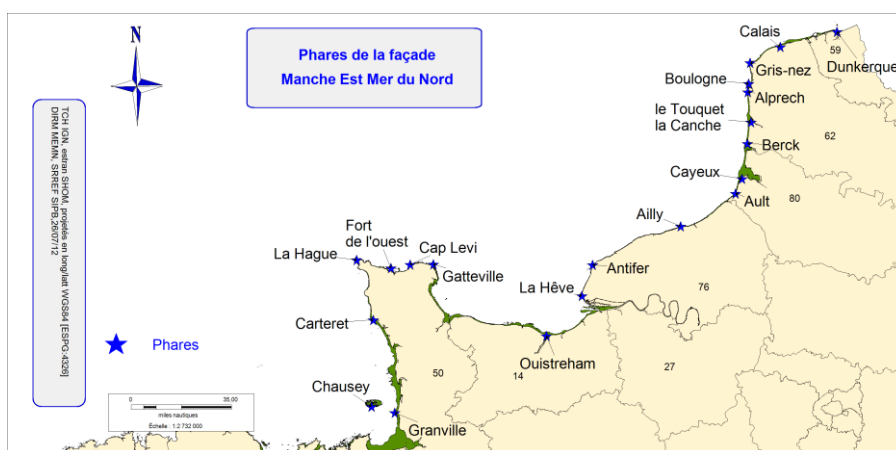 N
Phares de la façade
Manche Est Mer du Nord
TCH IGN, estran SHOM, projetés en long/latt WGS84 [ESPG-4326]
DIRM MEMN, SRREF SIPB,26/07/12
Calais
59
Dunkerque
Gris-nez
Boulogne
Alprech
le Touquet
la Canche
62
Berck
Cayeux
80
Ault
Ailly
Fort
de l'ouest
Cap Levi
La Hague
Gatteville
Antifer
La Hêve
76
Carteret
Phares
Ouistreham
50
14
27
Chausey
Granville
0
35,00
miles nautiques
Échelle : 1:2 732 000